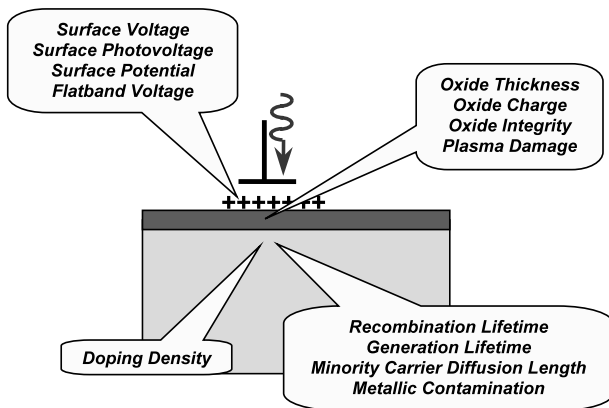 Surface Voltage
Surface Photovoltage
Surface Potential
Flatband Voltage
Oxide Thickness
Oxide Charge
Oxide Integrity
Plasma Damage
+++++++
Doping Density
Recombination Lifetime
Generation Lifetime
Minority Carrier Diffusion Length
Metallic Contamination